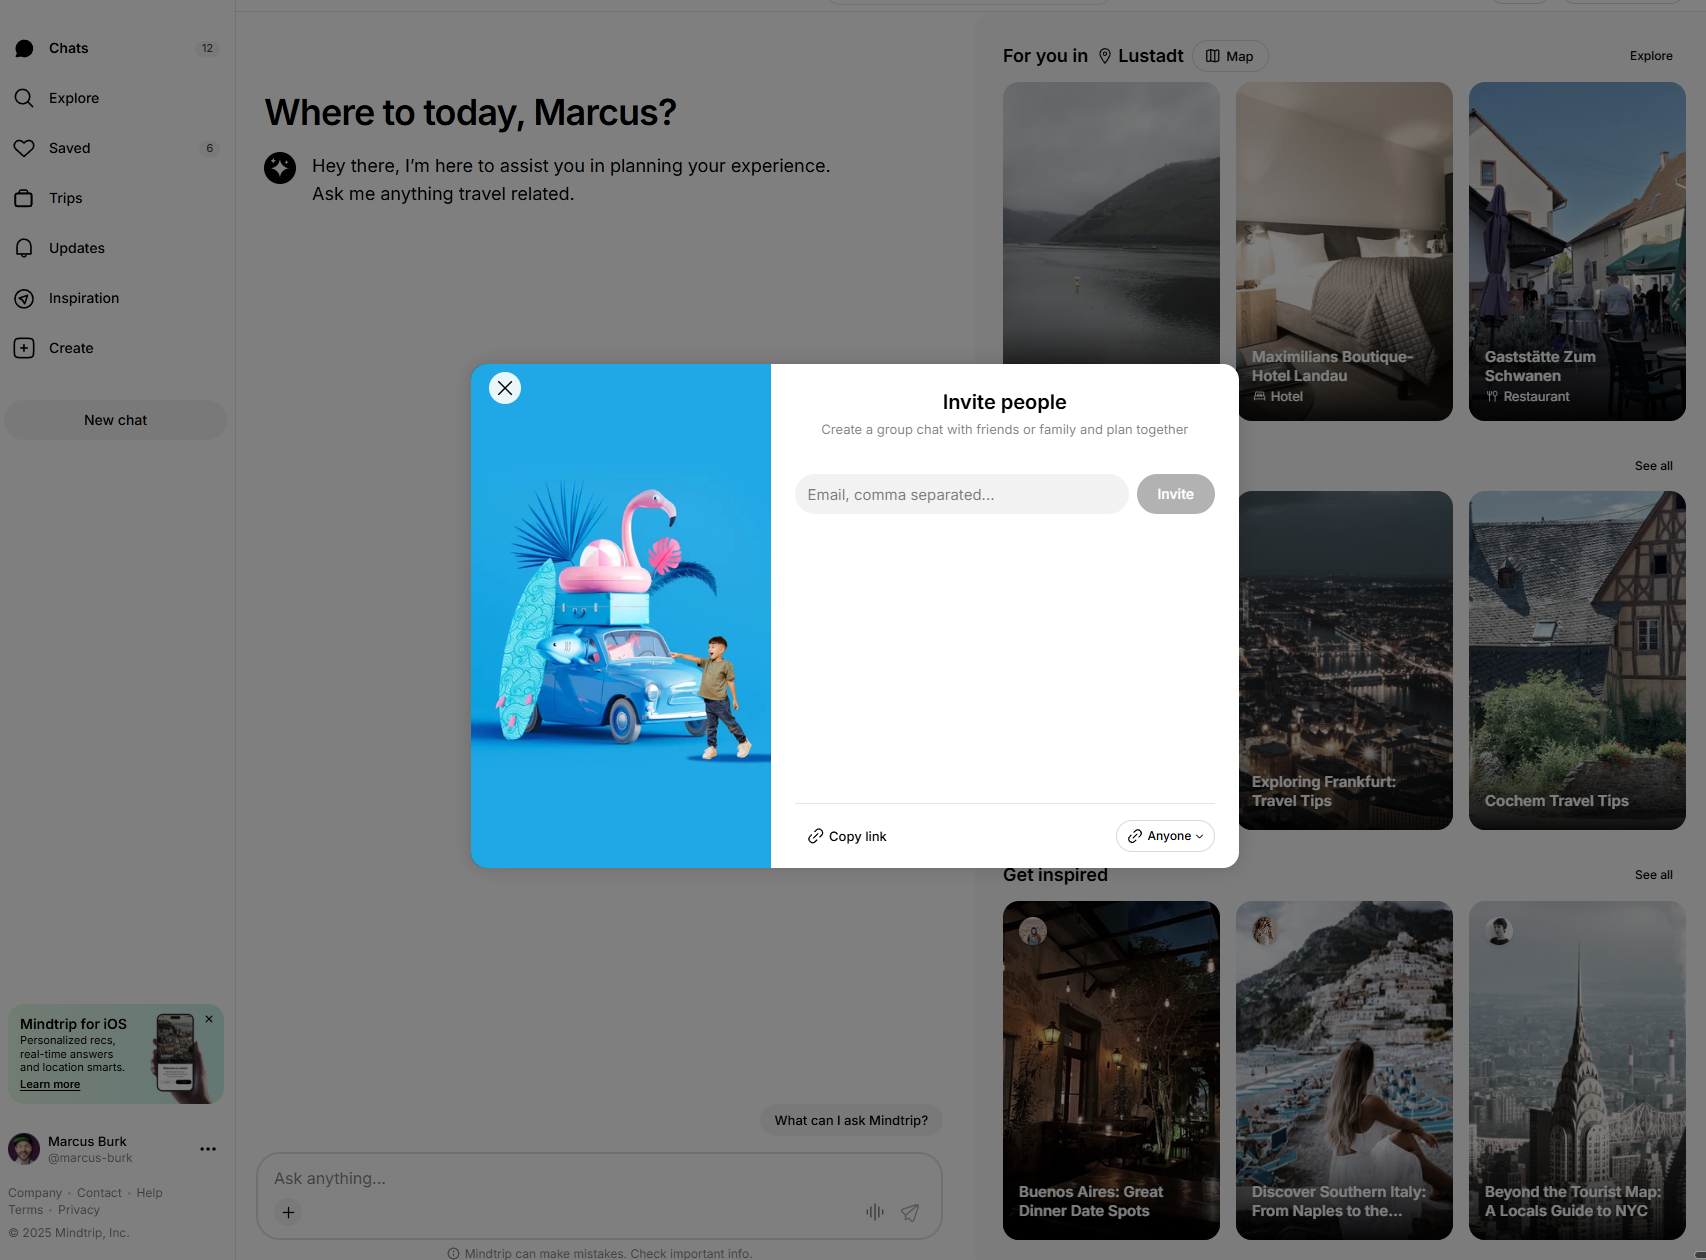 Chats 12
Explore
Saved 6
Trips
Updates
Inspiration
Create
New chat
Mindtrip for iOS
Personalized recs,
real-time answers
and location smarts.
Learn more
Marcus Burk
@marcus-burk
Company · Contact · Help
Terms · Privacy
© 2025 Mindtrip, Inc.
Where to today, Marcus?
Hey there, I'm here to assist you in planning your experience.
Ask me anything travel related.
What can I ask Mindtrip?
Ask anything...
Mindtrip can make mistakes. Check important info.
Invite people
Create a group chat with friends or family and plan together
Email, comma separated...
Invite
Copy link
Anyone
For you in Lustadt
Map
Explore
Maximilians Boutique-
Hotel Landau
Hotel
Gaststätte Zum
Schwanen
Restaurant
See all
Exploring Frankfurt:
Travel Tips
Cochem Travel Tips
Get inspired
See all
Buenos Aires: Great
Dinner Date Spots
Discover Southern Italy:
From Naples to the...
Beyond the Tourist Map:
A Locals Guide to NYC